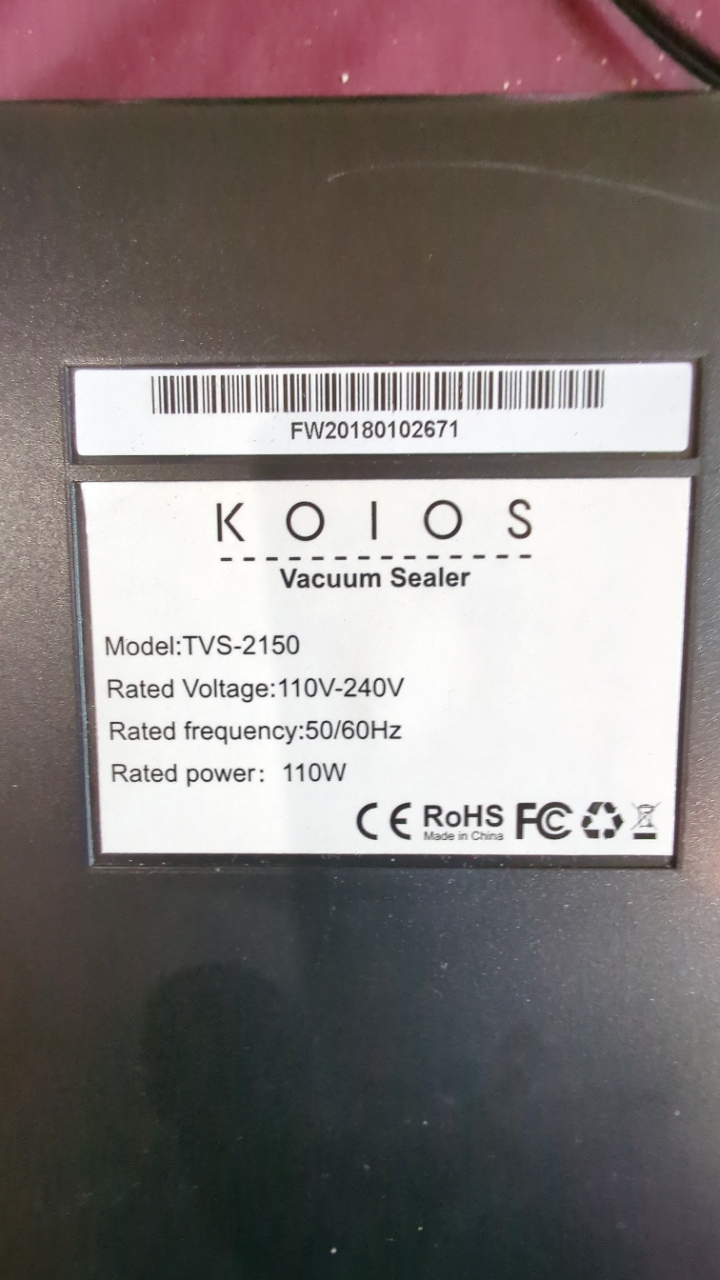 FW20180102671
KOIOS
Vacuum Sealer
Model:TVS-2150
Rated Voltage:110V-240V
Rated frequency:50/60Hz
Rated power: 110W
CE RoHS FC
Made in China